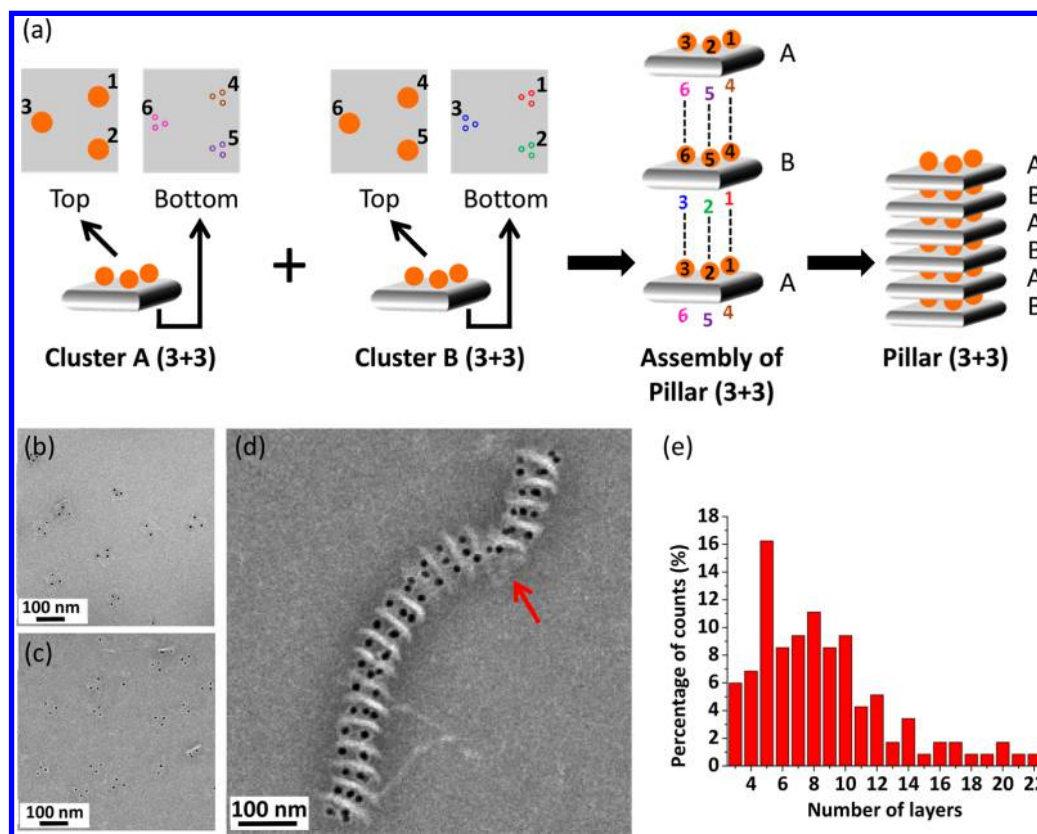 (a)
1
3
2
4
6
5
4
6
5
1
3
2
Top
Bottom
Top
Bottom
+
Cluster A (3+3)
Cluster B (3+3)
3 2 1
A
6 5 4
6 5 4
B
3 2 1
3 2 1
A
6 5 4
Assembly of
Pillar (3+3)
A
B
A
B
A
B
Pillar (3+3)
(b)
100 nm
(c)
100 nm
(d)
100 nm
(e)
Percentage of counts (%)
18
16
14
12
10
8
6
4
2
0
4 6 8 10 12 14 16 18 20 22
Number of layers